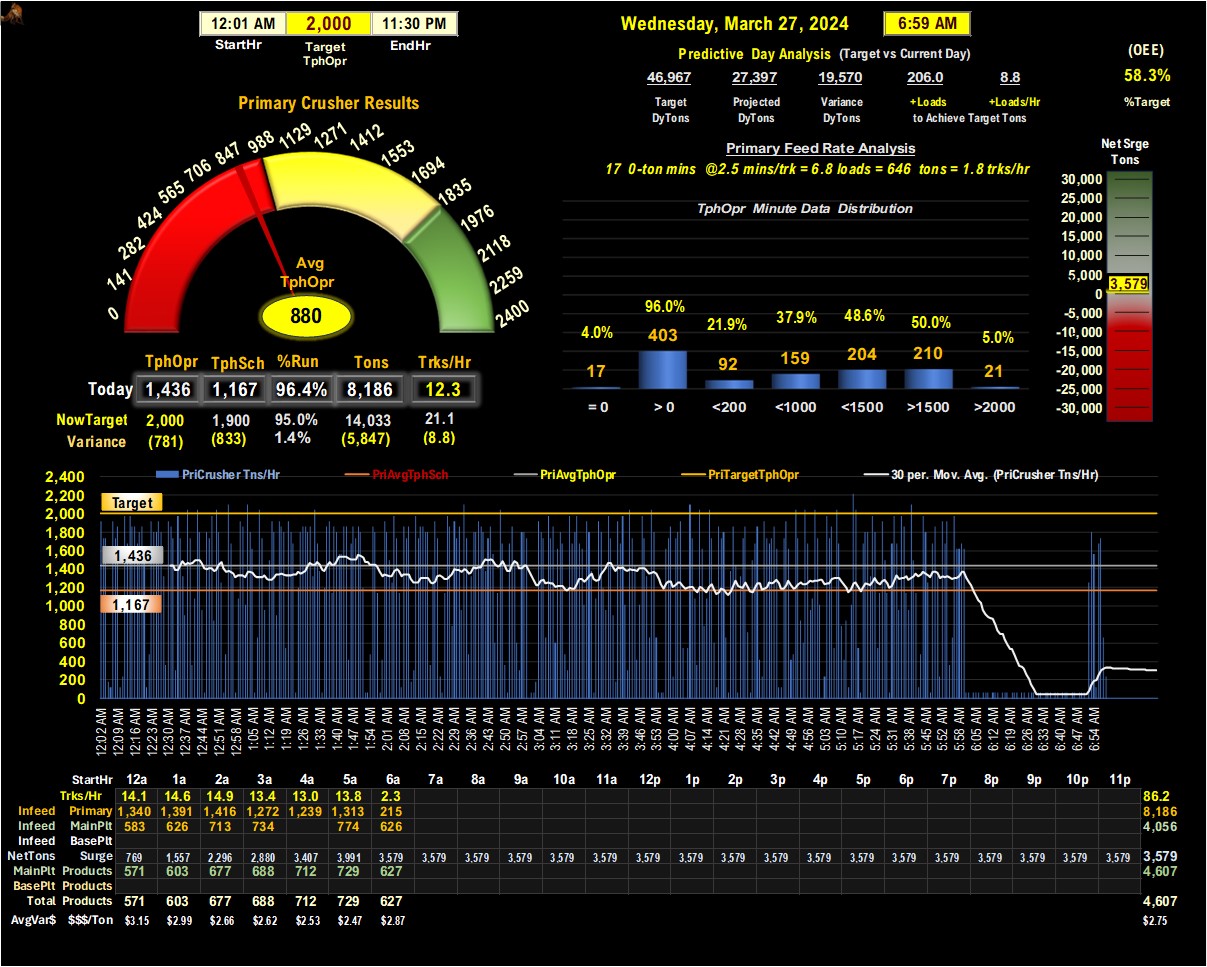 12:01 AM 2,000 11:30 PM
StartHr Target TphOpr EndHr
Wednesday, March 27, 2024 6:59 AM
Predictive Day Analysis (Target vs Current Day)
46,967 27,397 19,570 206.0 8.8
Target DyTons Projected DyTons Variance DyTons +Loads +Loads/Hr
to Achieve Target Tons
(OEE)
58.3%
%Target
Primary Crusher Results
0 141 282 424 565 706 847 988 1129 1271 1412 1553 1694 1835 1976 2118 2259 2400
Avg
TphOpr
880
TphOpr TphSch %Run Tons Trks/Hr
Today 1,436 1,167 96.4% 8,186 12.3
NowTarget 2,000 1,900 95.0% 14,033 21.1
Variance (781) (833) 1.4% (5,847) (8.8)
Primary Feed Rate Analysis
17 0-ton mins @2.5 mins/trk = 6.8 loads = 646 tons = 1.8 trks/hr
TphOpr Minute Data Distribution
4.0% 96.0% 21.9% 37.9% 48.6% 50.0% 5.0%
17 403 92 159 204 210 21
= 0 > 0 <200 <1000 <1500 >1500 >2000
Net Srge
Tons
30,000
25,000
20,000
15,000
10,000
5,000
3,579
0
-5,000
-10,000
-15,000
-20,000
-25,000
-30,000
PriCrusher Tns/Hr PriAvgTphSch PriAvgTphOpr PriTargetTphOpr 30 per. Mov. Avg. (PriCrusher Tns/Hr)
2,400
2,200
Target
2,000
1,800
1,600
1,436
1,400
1,200
1,167
1,000
800
600
400
200
0
12:02 AM 12:09 AM 12:16 AM 12:23 AM 12:30 AM 12:37 AM 12:44 AM 12:51 AM 12:58 AM 1:05 AM 1:12 AM 1:19 AM 1:26 AM 1:33 AM 1:40 AM 1:47 AM 1:54 AM 2:01 AM 2:08 AM 2:15 AM 2:22 AM 2:29 AM 2:36 AM 2:43 AM 2:50 AM 2:57 AM 3:04 AM 3:11 AM 3:18 AM 3:25 AM 3:32 AM 3:39 AM 3:46 AM 3:53 AM 4:00 AM 4:07 AM 4:14 AM 4:21 AM 4:28 AM 4:35 AM 4:42 AM 4:49 AM 4:56 AM 5:03 AM 5:10 AM 5:17 AM 5:24 AM 5:31 AM 5:38 AM 5:45 AM 5:52 AM 5:58 AM 6:05 AM 6:12 AM 6:19 AM 6:26 AM 6:33 AM 6:40 AM 6:47 AM 6:54 AM
StartHr 12a 1a 2a 3a 4a 5a 6a 7a 8a 9a 10a 11a 12p 1p 2p 3p 4p 5p 6p 7p 8p 9p 10p 11p
Trks/Hr 14.1 14.6 14.9 13.4 13.0 13.8 2.3 86.2
Infeed Primary 1,340 1,391 1,416 1,272 1,239 1,313 215 8,186
Infeed MainPlt 583 626 713 734 774 626 4,056
Infeed BasePlt
NetTons Surge 769 1,557 2,296 2,880 3,407 3,991 3,579 3,579 3,579 3,579 3,579 3,579 3,579 3,579 3,579 3,579 3,579 3,579 3,579 3,579 3,579 3,579 3,579 3,579 3,579
MainPlt Products 571 603 677 688 712 729 627 4,607
BasePlt Products
Total Products 571 603 677 688 712 729 627 4,607
AvgVar$ $$$/Ton $3.15 $2.99 $2.66 $2.62 $2.53 $2.47 $2.87 $2.75